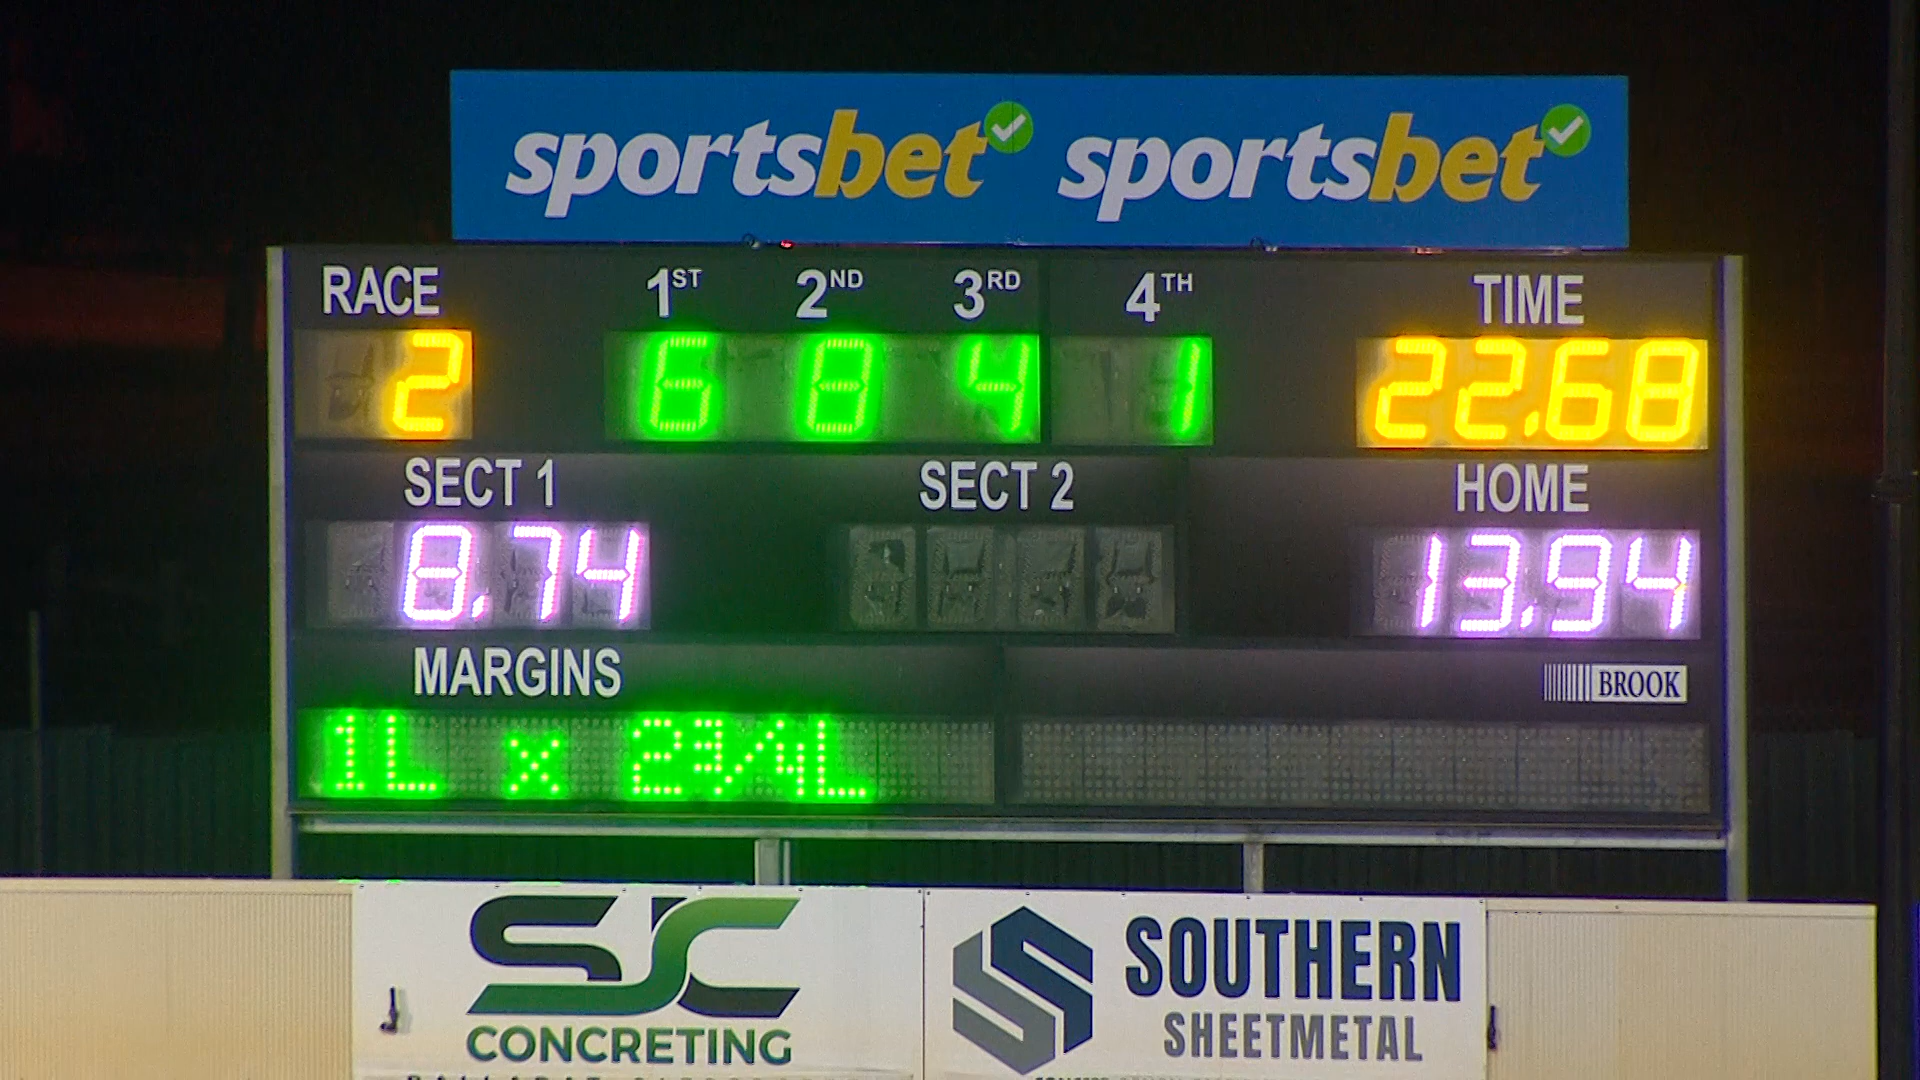 sportsbet sportsbet
RACE 1ST 2ND 3RD 4TH TIME
2 6 8 4 1 22.68
SECT 1 SECT 2 HOME
8.74 13.94
MARGINS
BROOK
1L x 2 3/4L
SJC
CONCRETING
SOUTHERN
SHEETMETAL